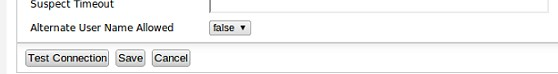 Suspect Timeout
Alternate User Name Allowed false
Test Connection Save Cancel